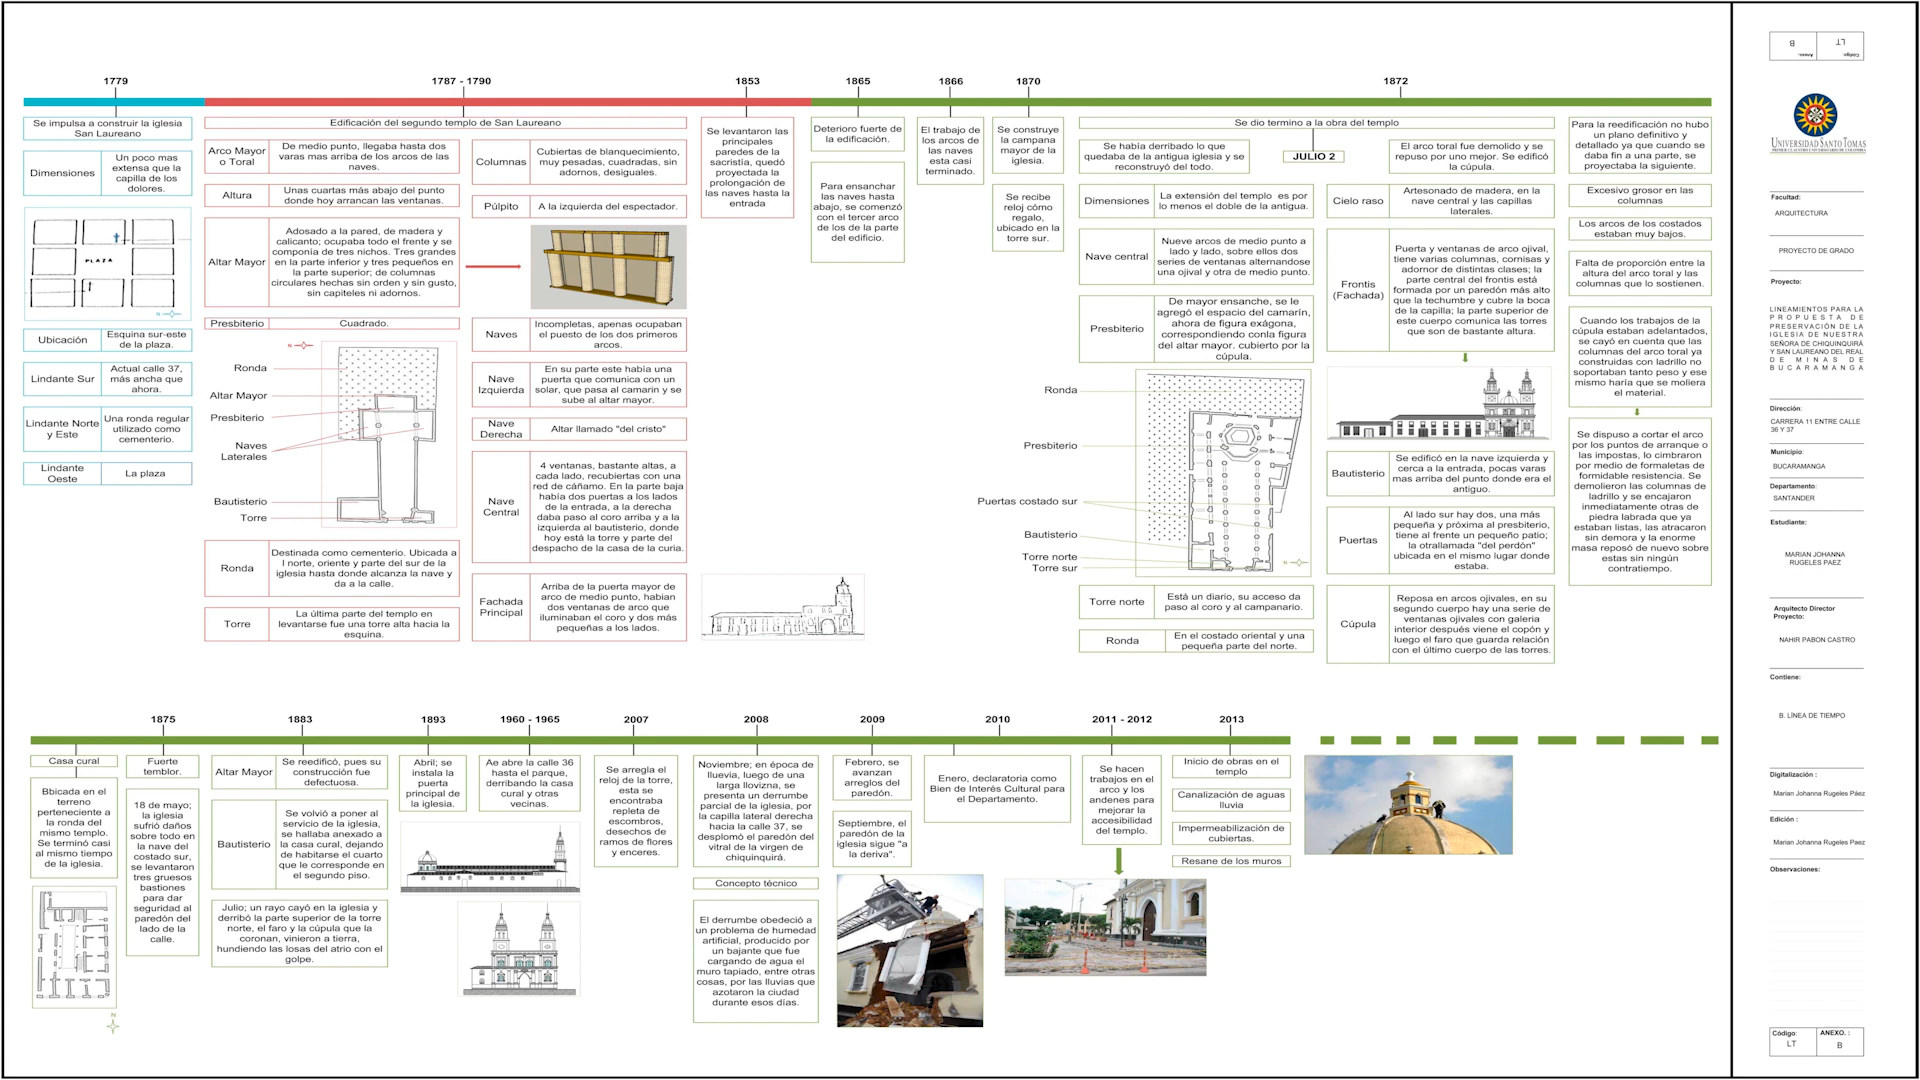 1779
Se impulsa a construir la iglesia
San Laureano
Dimensiones
Un poco mas
extensa que la
capilla de los
dolores.
PLAZA
N
Ubicación
Esquina sur-este
de la plaza.
Lindante Sur
Actual calle 37,
más ancha que
ahora.
Lindante Norte
y Este
Una ronda regular
utilizado como
cementerio.
Lindante
Oeste
La plaza
1787 - 1790
Edificación del segundo templo de San Laureano
Arco Mayor
o Toral
De medio punto, llegaba hasta dos
varas mas arriba de los arcos de las
naves.
Altura
Unas cuartas más abajo del punto
donde hoy arrancan las ventanas.
Altar Mayor
Adosado a la pared, de madera y
calicanto; ocupaba todo el frente y se
componía de tres nichos. Tres grandes
en la parte inferior y tres pequeños en
la parte superior; de columnas
circulares hechas sin orden y sin gusto,
sin capiteles ni adornos.
Presbiterio
Cuadrado.
N
Ronda
Altar Mayor
Presbiterio
Naves
Laterales
Bautisterio
Torre
Ronda
Destinada como cementerio. Ubicada a
l norte, oriente y parte del sur de la
iglesia hasta donde alcanza la nave y
da a la calle.
Torre
La última parte del templo en
levantarse fue una torre alta hacia la
esquina.
Columnas
Cubiertas de blanquecimiento,
muy pesadas, cuadradas, sin
adornos, desiguales.
Púlpito
A la izquierda del espectador.
Naves
Incompletas, apenas ocupaban
el puesto de los dos primeros
arcos.
Nave
Izquierda
En su parte este había una
puerta que comunica con un
solar, que pasa al camarin y se
sube al altar mayor.
Nave
Derecha
Altar llamado "del cristo"
Nave
Central
4 ventanas, bastante altas, a
cada lado, recubiertas con una
red de cáñamo. En la parte baja
había dos puertas a los lados
de la entrada, a la derecha
daba paso al coro arriba y a la
izquierda al bautisterio, donde
hoy está la torre y parte del
despacho de la casa de la curia.
Fachada
Principal
Arriba de la puerta mayor de
arco de medio punto, habian
dos ventanas de arco que
iluminaban el coro y dos más
pequeñas a los lados.
1853
Se levantaron las
principales
paredes de la
sacristía, quedó
proyectada la
prolongación de
las naves hasta la
entrada
1865
Deterioro fuerte de
la edificación.
Para ensanchar
las naves hasta
abajo, se comenzó
con el tercer arco
de los de la parte
del edificio.
1866
El trabajo de
los arcos de
las naves
esta casi
terminado.
1870
Se construye
la campana
mayor de la
iglesia.
Se recibe
reloj cómo
regalo,
ubicado en la
torre sur.
1872
Se dio termino a la obra del templo
Se había derribado lo que
quedaba de la antigua iglesia y se
reconstruyó del todo.
JULIO 2
El arco toral fue demolido y se
repuso por uno mejor. Se edificó
la cúpula.
Dimensiones
La extensión del templo es por
lo menos el doble de la antigua.
Nave central
Nueve arcos de medio punto a
lado y lado, sobre ellos dos
series de ventanas alternandose
una ojival y otra de medio punto.
Presbiterio
De mayor ensanche, se le
agregó el espacio del camarín,
ahora de figura exágona,
correspondiendo conla figura
del altar mayor. cubierto por la
cúpula.
Ronda
Presbiterio
Puertas costado sur
Bautisterio
Torre norte
Torre sur
N
Torre norte
Está un diario, su acceso da
paso al coro y al campanario.
Ronda
En el costado oriental y una
pequeña parte del norte.
Cielo raso
Artesonado de madera, en la
nave central y las capillas
laterales.
Frontis
(Fachada)
Puerta y ventanas de arco ojival,
tiene varias columnas, cornisas y
adornor de distintas clases; la
parte central del frontis está
formada por un paredón más alto
que la techumbre y cubre la boca
de la capilla; la parte superior de
este cuerpo comunica las torres
que son de bastante altura.
Bautisterio
Se edificó en la nave izquierda y
cerca a la entrada, pocas varas
mas arriba del punto donde era el
antiguo.
Puertas
Al lado sur hay dos, una más
pequeña y próxima al presbiterio,
tiene al frente un pequeño patio;
la otrallamada "del perdón"
ubicada en el mismo lugar donde
estaba.
Cúpula
Reposa en arcos ojivales, en su
segundo cuerpo hay una serie de
ventanas ojivales con galeria
interior después viene el copón y
luego el faro que guarda relación
con el último cuerpo de las torres.
Para la reedificación no hubo
un plano definitivo y
detallado ya que cuando se
daba fin a una parte, se
proyectaba la siguiente.
Excesivo grosor en las
columnas
Los arcos de los costados
estaban muy bajos.
Falta de proporción entre la
altura del arco toral y las
columnas que lo sostienen.
Cuando los trabajos de la
cúpula estaban adelantados,
se cayó en cuenta que las
columnas del arco toral ya
construidas con ladrillo no
soportaban tanto peso y ese
mismo haría que se moliera
el material.
Se dispuso a cortar el arco
por los puntos de arranque o
las impostas, lo cimbraron
por medio de formaletas de
formidable resistencia. Se
demolieron las columnas de
ladrillo y se encajaron
inmediatamente otras de
piedra labrada que ya
estaban listas, las atracaron
sin demora y la enorme
masa reposó de nuevo sobre
estas sin ningún
contratiempo.
Casa cural
Bbicada en el
terreno
perteneciente a
la ronda del
mismo templo.
Se terminó casi
al mismo tiempo
de la iglesia.
N
1875
Fuerte
temblor.
18 de mayo;
la iglesia
sufrió daños
sobre todo en
la nave del
costado sur,
se levantaron
tres gruesos
bastiones
para dar
seguridad al
paredón del
lado de la
calle.
1883
Altar Mayor
Se reedificó, pues su
construcción fue
defectuosa.
Bautisterio
Se volvió a poner al
servicio de la iglesia,
se hallaba anexado a
la casa cural, dejando
de habitarse el cuarto
que le corresponde en
el segundo piso.
Julio; un rayo cayó en la iglesia y
derribó la parte superior de la torre
norte, el faro y la cúpula que la
coronan, vinieron a tierra,
hundiendo las losas del atrio con el
golpe.
1893
Abril; se
instala la
puerta
principal de
la iglesia.
1960 - 1965
Ae abre la calle 36
hasta el parque,
derribando la casa
cural y otras
vecinas.
2007
Se arregla el
reloj de la torre,
esta se
encontraba
repleta de
escombros,
desechos de
ramos de flores
y enceres.
2008
Noviembre; en época de
lluevia, luego de una
larga llovizna, se
presenta un derrumbe
parcial de la iglesia, por
la capilla lateral derecha
hacia la calle 37, se
desplomó el paredón del
vitral de la virgen de
chiquinquirá.
Concepto técnico
El derrumbe obedeció a
un problema de humedad
artificial, producido por
un bajante que fue
cargando de agua el
muro tapiado, entre otras
cosas, por las lluvias que
azotaron la ciudad
durante esos días.
2009
Febrero, se
avanzan
arreglos del
paredón.
Septiembre, el
paredón de la
iglesia sigue "a
la deriva".
2010
Enero, declaratoria como
Bien de Interés Cultural para
el Departamento.
2011 - 2012
Se hacen
trabajos en el
arco y los
andenes para
mejorar la
accesibilidad
del templo.
2013
Inicio de obras en el
templo
Canalización de aguas
lluvia
Impermeabilización de
cubiertas.
Resane de los muros
B
Anexo. :
LT
Código:
UNIVERSIDAD SANTO TOMAS
PRIMER CLAUSTRO UNIVERSITARIO DE COLOMBIA
Facultad:
ARQUITECTURA
PROYECTO DE GRADO
Proyecto:
LINEAMIENTOS PARA LA
PROPUESTA DE
PRESERVACIÓN DE LA
IGLESIA DE NUESTRA
SEÑORA DE CHIQUINQUIRÁ
Y SAN LAUREANO DEL REAL
DE MINAS DE
BUCARAMANGA
Dirección:
CARRERA 11 ENTRE CALLE
36 Y 37
Municipio:
BUCARAMANGA
Departamento:
SANTANDER
Estudiante:
MARIAN JOHANNA
RUGELES PAEZ
Arquitecto Director
Proyecto:
NAHIR PABON CASTRO
Contiene:
B. LÍNEA DE TIEMPO
Digitalización :
Marian Johanna Rugeles Páez
Edición :
Marian Johanna Rugeles Paez
Observaciones:
Código:
LT
ANEXO. :
B